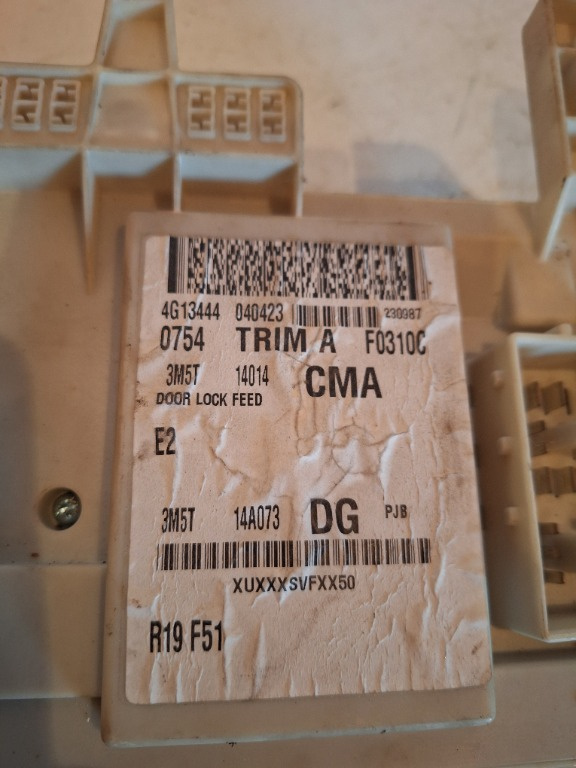 4G13444 040423 230987
0754 TRIM A F0310C
3M5T 14014 CMA
DOOR LOCK FEED
E2
3M5T 14A073 DG PJB
XUXXXSVFXX50
R19 F51